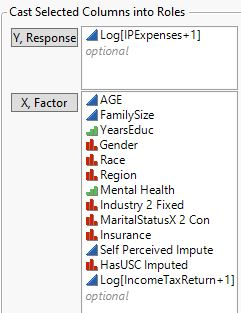 Cast Selected Columns into Roles
Y, Response
Log[IPExpenses+1]
optional
X, Factor
AGE
FamilySize
YearsEduc
Gender
Race
Region
Mental Health
Industry 2 Fixed
MaritalStatusX 2 Con
Insurance
Self Perceived Impute
HasUSC Imputed
Log[IncomeTaxReturn+1]
optional